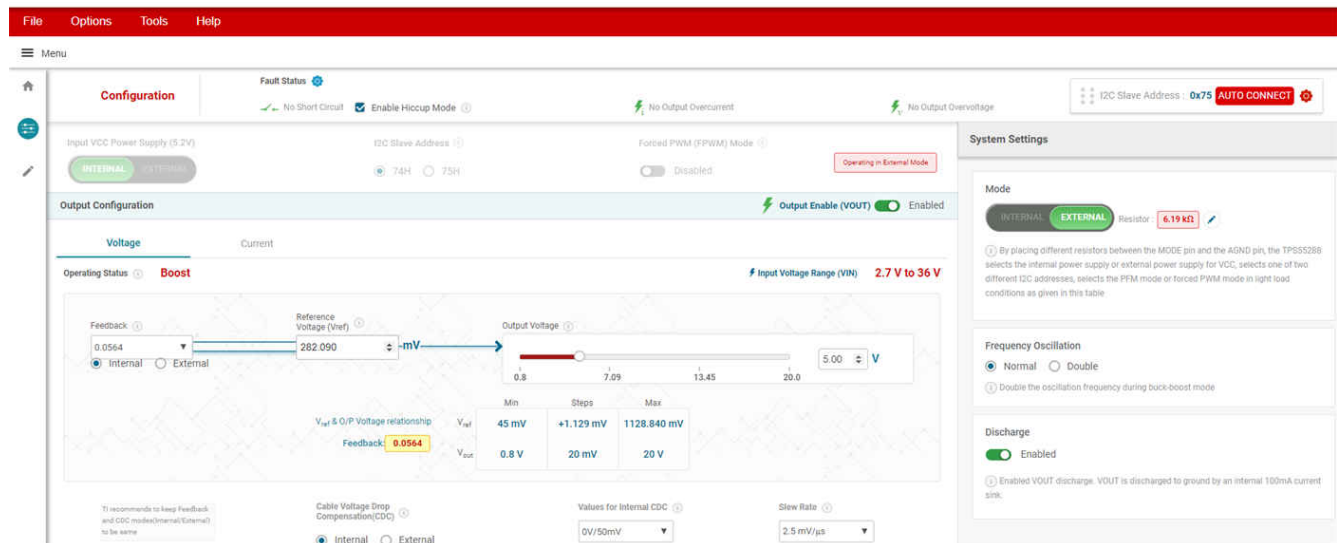 File Options Tools Help
Menu
Configuration
Fault Status
No Short Circuit Enable Hiccup Mode
No Output Overcurrent
No Output Overvoltage
I2C Slave Address : 0x75 AUTO CONNECT
Input VCC Power Supply (5.2V)
INTERNAL EXTERNAL
I2C Slave Address
74H 75H
Forced PWM (FPWM) Mode
Disabled
Operating in External Mode
Output Configuration
Output Enable (VOUT) Enabled
Voltage Current
Operating Status Boost
Input Voltage Range (VIN) 2.7 V to 36 V
Feedback
0.0564
Internal External
Reference
Voltage (Vref)
282.090 mV
Output Voltage
5.00 V
0.8 7.09 13.45 20.0
Min Steps Max
Vref & O/P Voltage relationship Vref 45 mV +1.129 mV 1128.840 mV
Feedback: 0.0564
Vout 0.8 V 20 mV 20 V
TI recommends to keep Feedback
and CDC modes(Internal/External)
to be same
Cable Voltage Drop
Compensation(CDC)
Internal External
Values for Internal CDC
0V/50mV
Slew Rate
2.5 mV/μs
System Settings
Mode
INTERNAL EXTERNAL Resistor : 6.19 kΩ
By placing different resistors between the MODE pin and the AGND pin, the TPS55288
selects the internal power supply or external power supply for VCC, selects one of two
different I2C addresses, selects the PFM mode or forced PWM mode in light load
conditions as given in this table
Frequency Oscillation
Normal Double
Double the oscillation frequency during buck-boost mode
Discharge
Enabled
Enabled VOUT discharge. VOUT is discharged to ground by an internal 100mA current
sink.